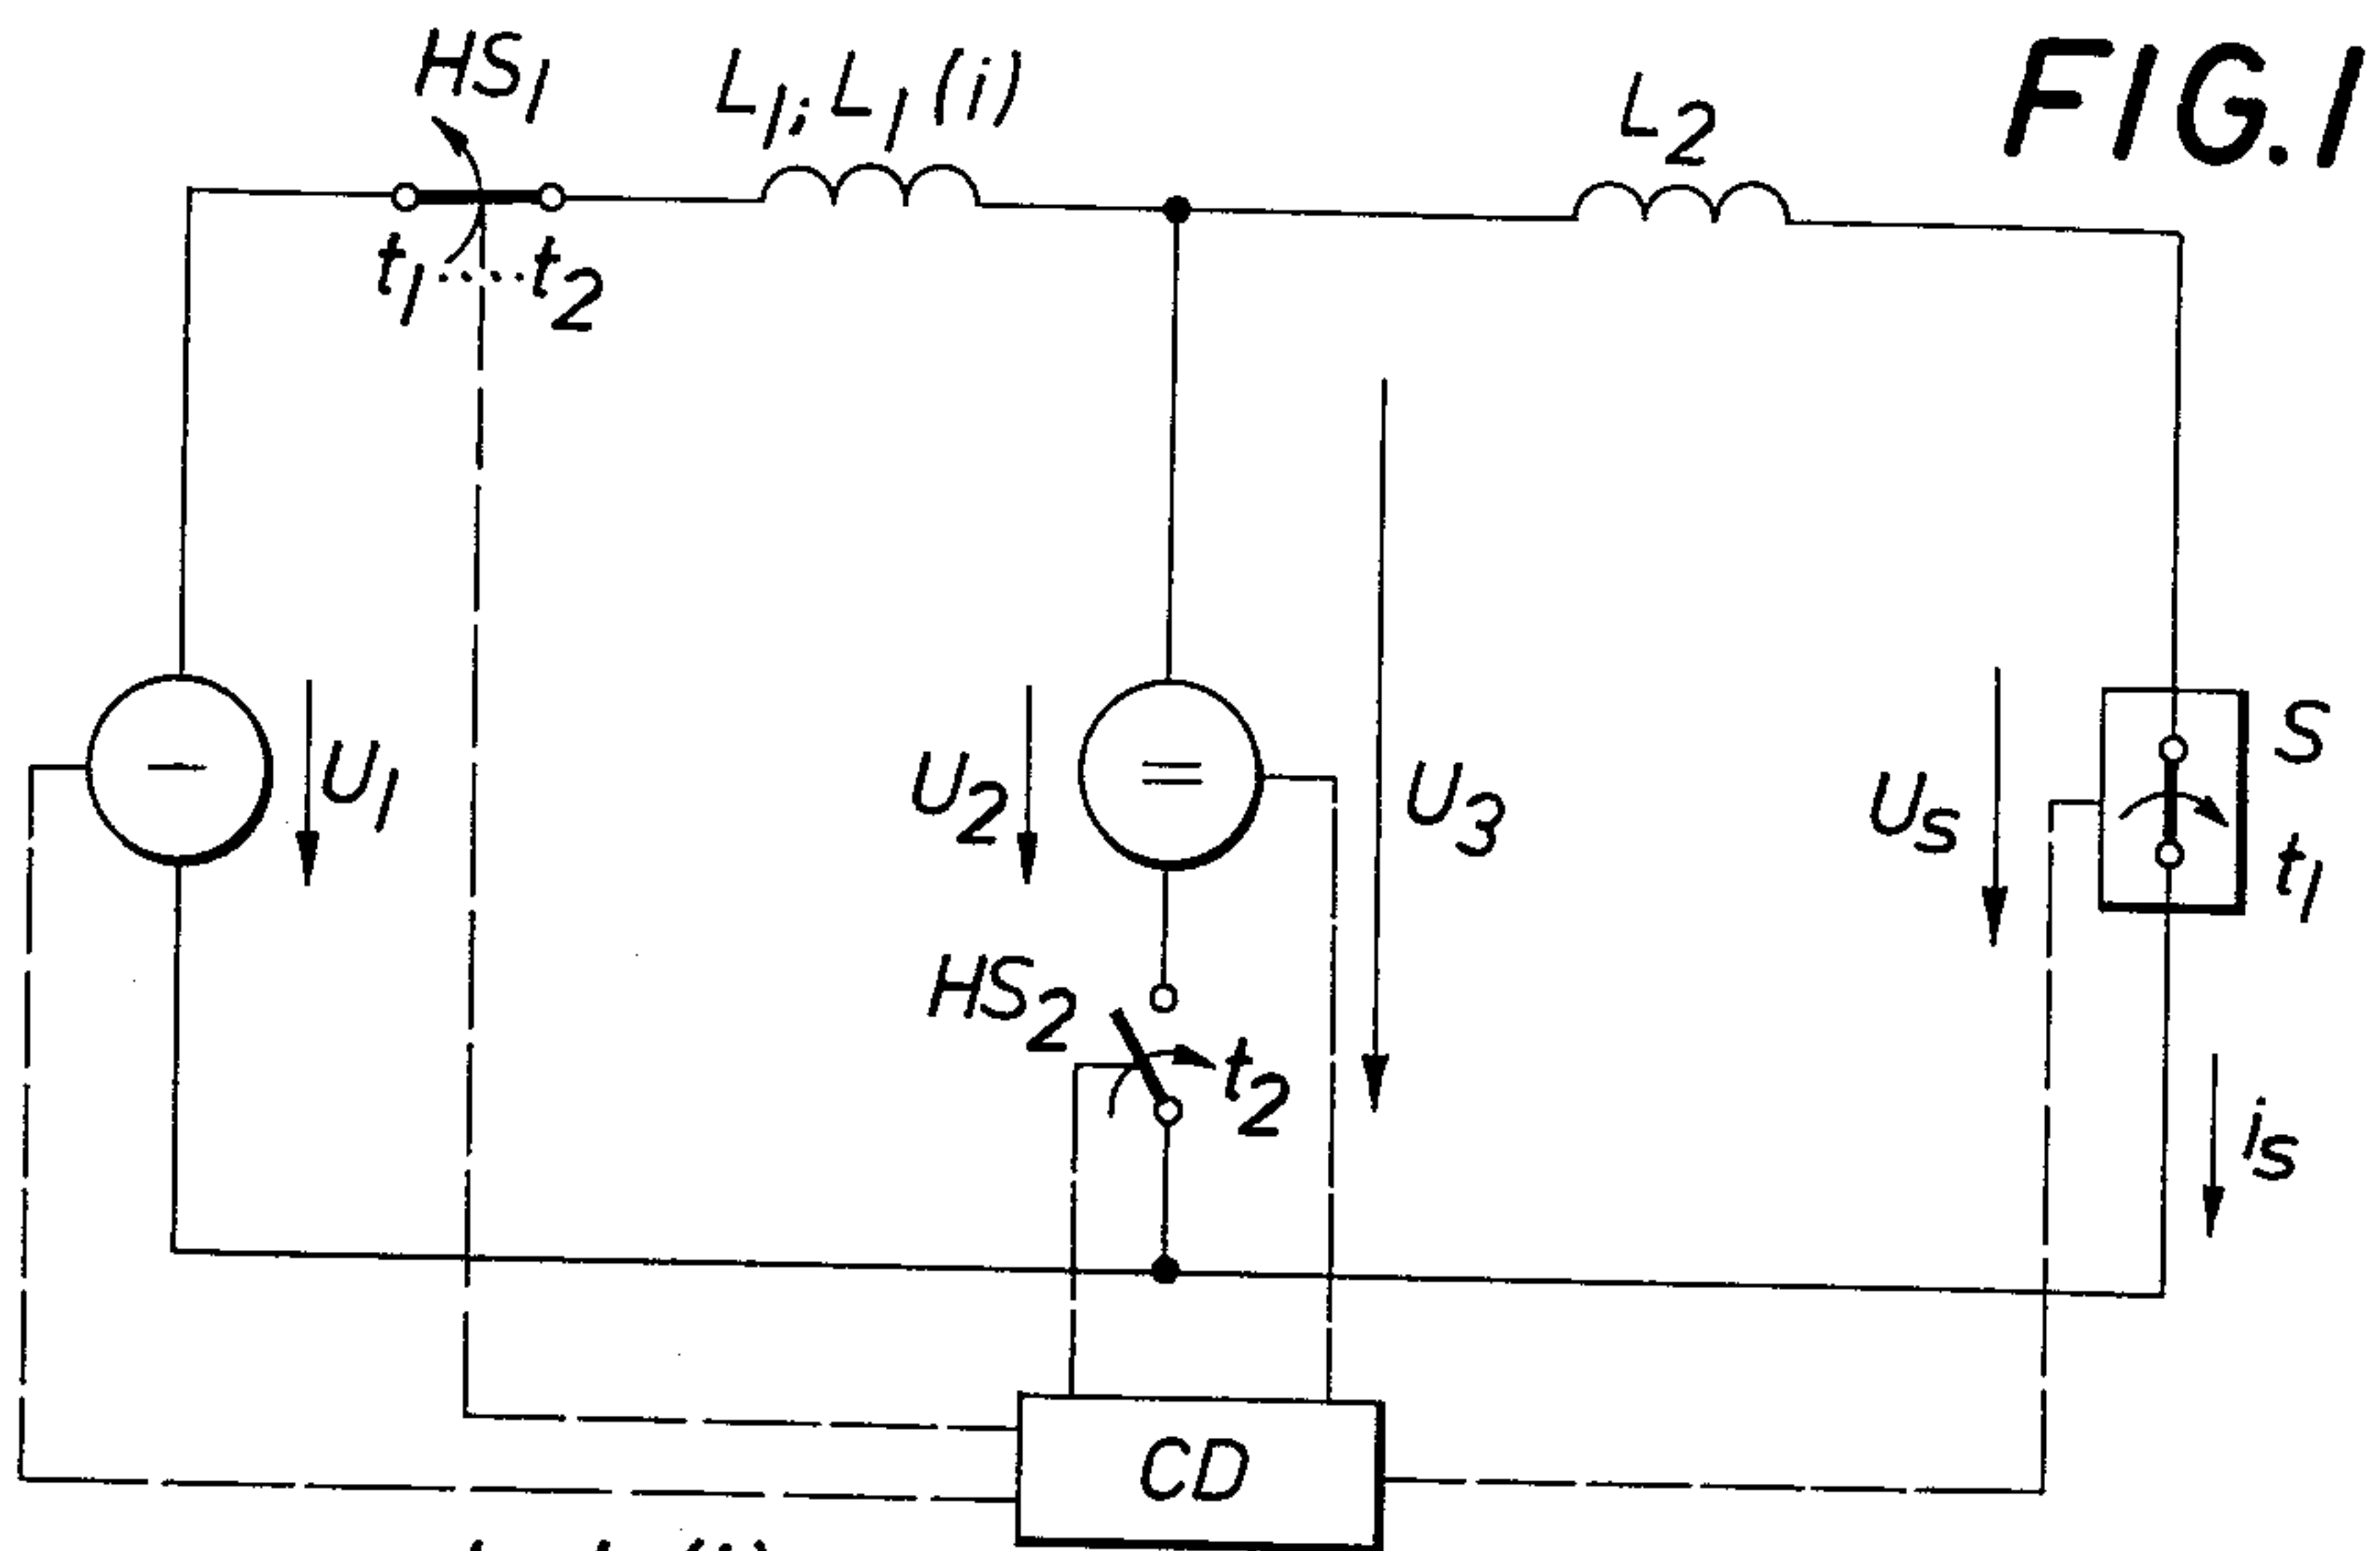 FIG.1
HS1
L1; L1 (i)
L2
t1....t2
U1
U2
U3
Us
S
t1
HS2
t2
is
CD